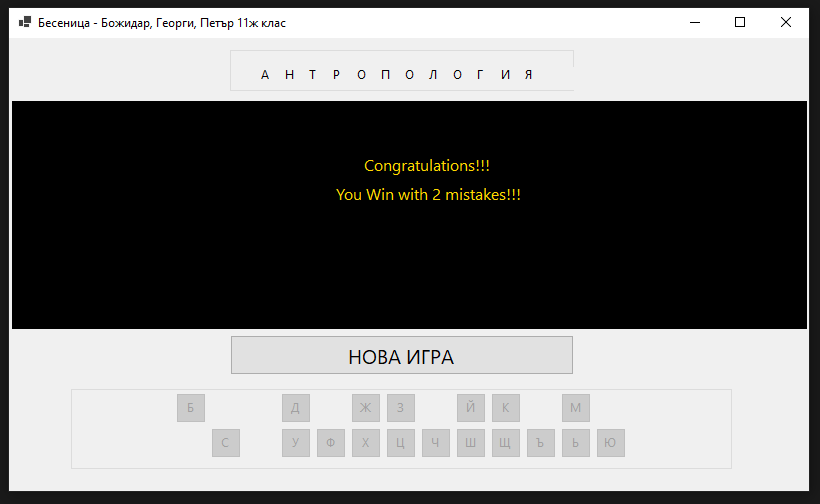 Бесеница - Божидар, Георги, Петър 11ж клас
А Н Т Р О П О Л О Г И Я
Congratulations!!!
You Win with 2 mistakes!!!
НОВА ИГРА
Б Д Ж З Й К М
С У Ф Х Ц Ч Ш Щ Ъ Ь Ю